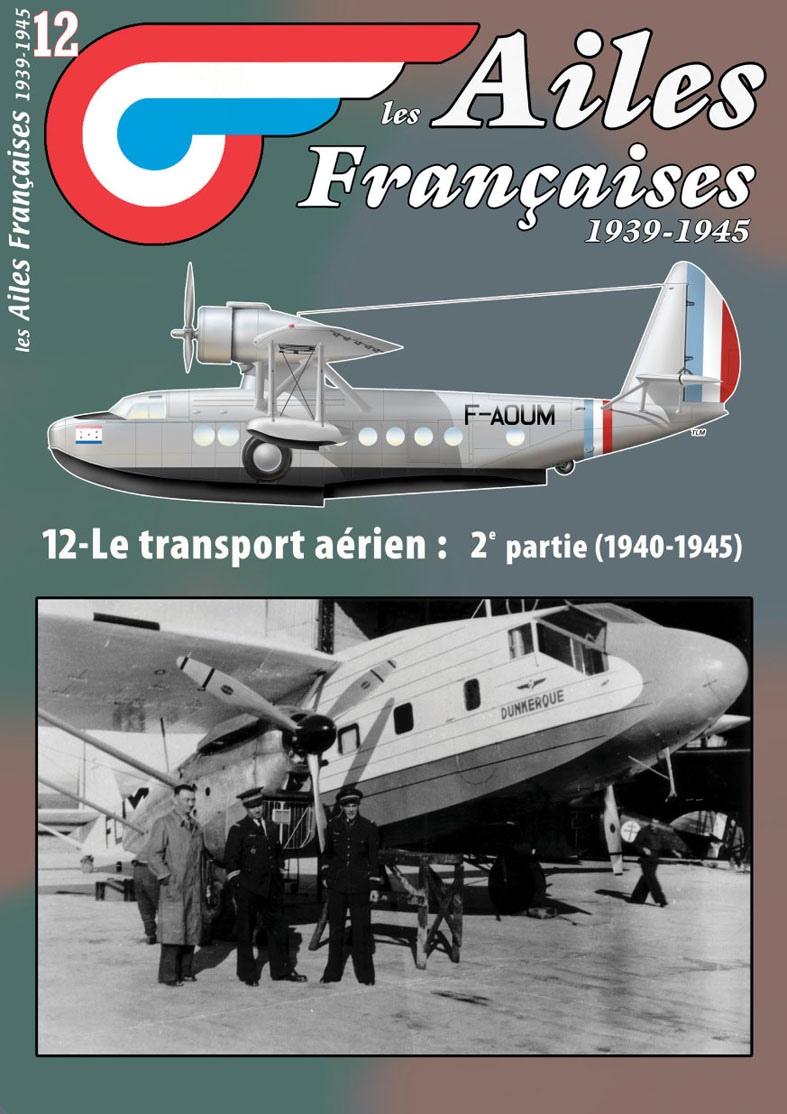 12
les Ailes Françaises 1939-1945
les Ailes
Françaises
1939-1945
F-AOUM
TLM
12-Le transport aérien : 2e partie (1940-1945)
DUNKERQUE